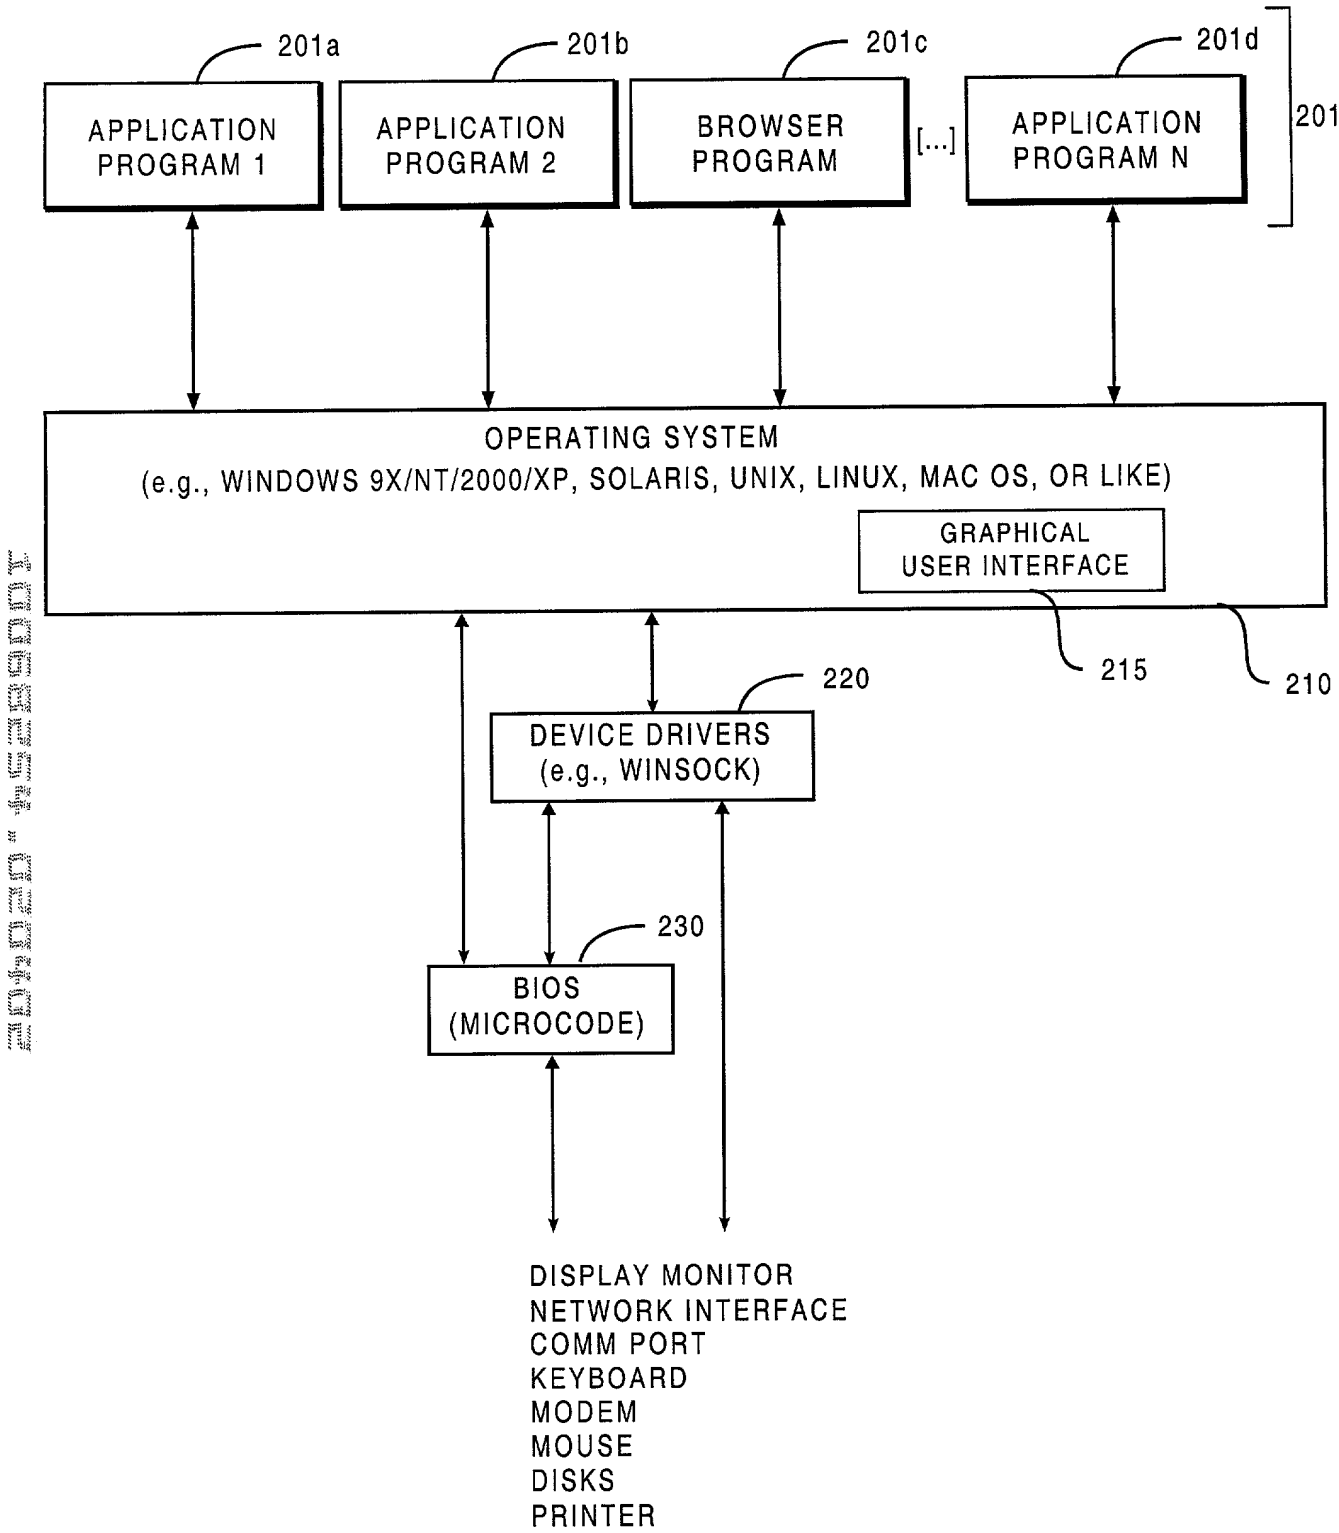 201a
201b
201c
201d
201
APPLICATION
PROGRAM 1
APPLICATION
PROGRAM 2
BROWSER
PROGRAM
[...]
APPLICATION
PROGRAM N
OPERATING SYSTEM
(e.g., WINDOWS 9X/NT/2000/XP, SOLARIS, UNIX, LINUX, MAC OS, OR LIKE)
GRAPHICAL
USER INTERFACE
215
210
220
DEVICE DRIVERS
(e.g., WINSOCK)
230
BIOS
(MICROCODE)
DISPLAY MONITOR
NETWORK INTERFACE
COMM PORT
KEYBOARD
MODEM
MOUSE
DISKS
PRINTER